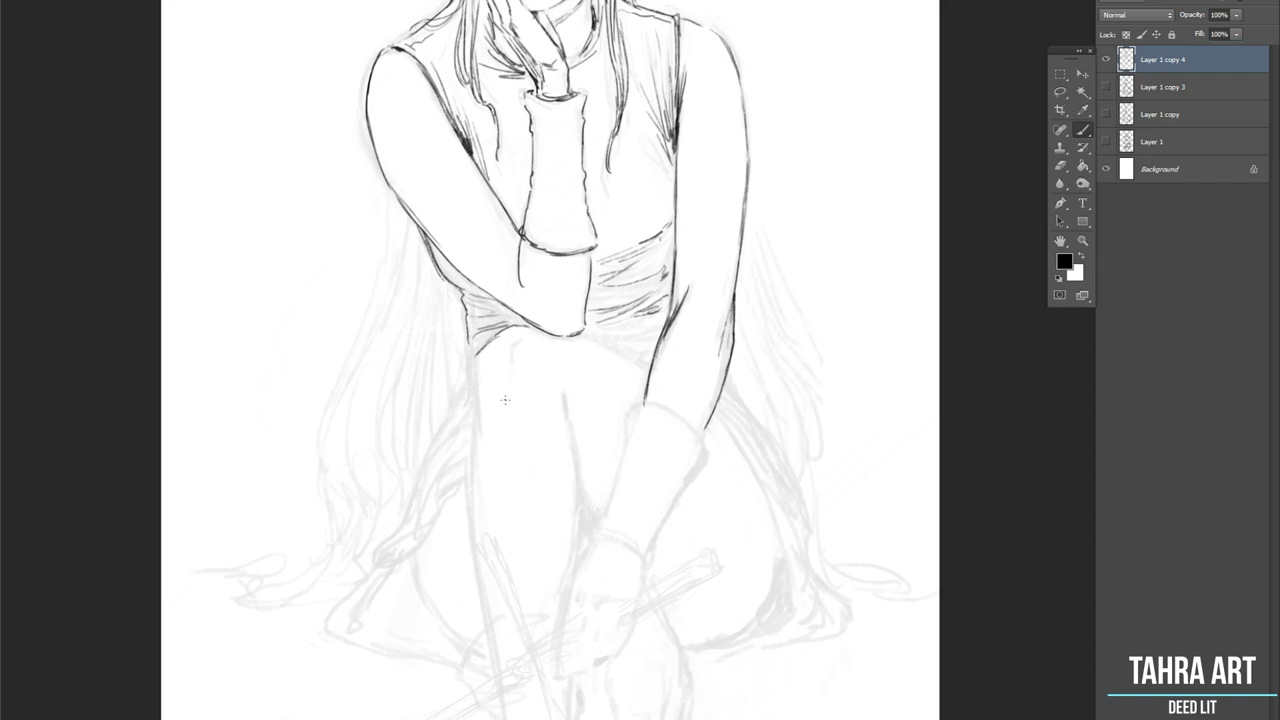 Normal
Opacity: 100%
Lock:
Fill: 100%
Layer 1 copy 4
Layer 1 copy 3
Layer 1 copy
Layer 1
Background
T
TAHRA ART
DEED LIT